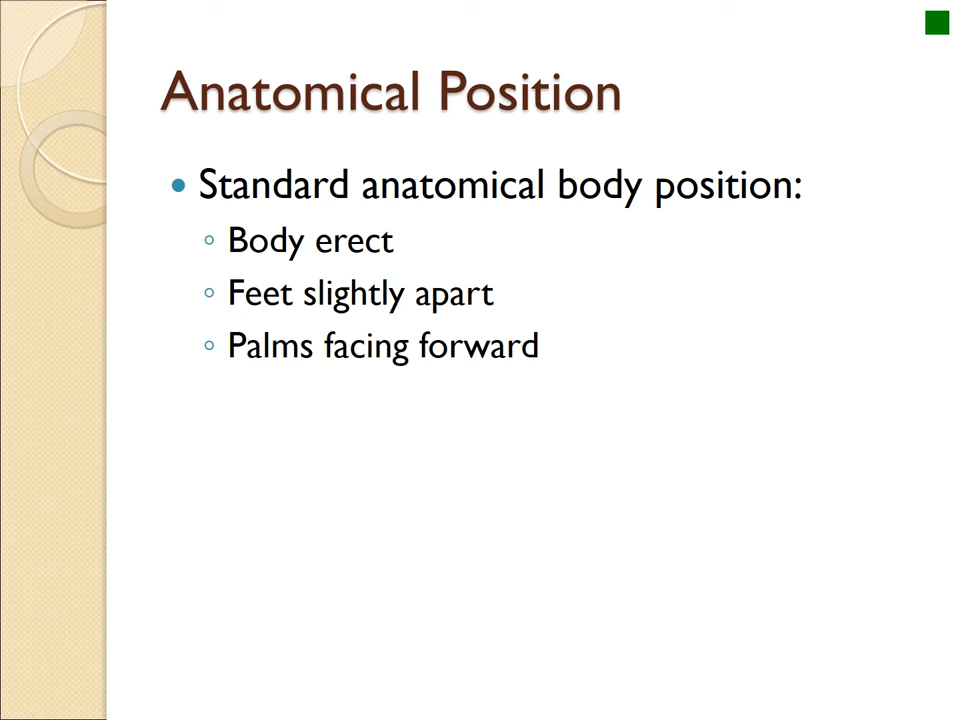 Anatomical Position
• Standard anatomical body position:
◦ Body erect
◦ Feet slightly apart
◦ Palms facing forward